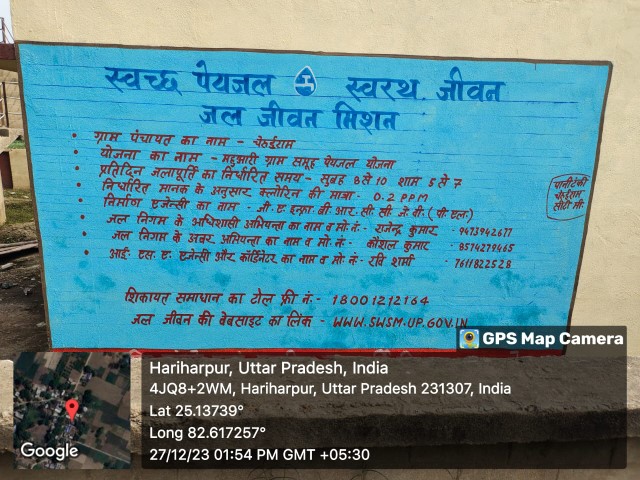 स्वच्छ पेयजल स्वस्थ जीवन
जल जीवन मिशन
• ग्राम पंचायत का नाम - चेरुईराम
• योजना का नाम - महुआरी ग्राम समूह पेयजल योजना
• प्रतिदिन जलापूर्ति का निर्धारित समय - सुबह 8 से 10 शाम 5 से 7
• निर्धारित मानक के अनुसार क्लोरिन की मात्रा - 0.2 PPM
• निर्माण एजेन्सी का नाम - जी. ए इन्फ्रा बी आर सी सी जे. वी. (पी. एल.)
• जल निगम के अधिशासी अभियन्ता का नाम व मो. नं. - राजेन्द्र कुमार - 9473942677
• जल निगम के अवर अभियन्ता का नाम व मो. नं. - कौशल कुमार - 8574279465
• आई. एस. ए. एजेन्सी और कॉर्डिनेटर का नाम व मो. नं. - रवि शर्मा - 7611822528
पानी टंकी
चेरुईराम
सीटी मी.
शिकायत समाधान का टोल फ्री नं. - 18001212164
जल जीवन की वेबसाइट का लिंक - WWW.SWSM.UP.GOV.IN
GPS Map Camera
Hariharpur, Uttar Pradesh, India
4JQ8+2WM, Hariharpur, Uttar Pradesh 231307, India
Lat 25.13739°
Long 82.617257°
27/12/23 01:54 PM GMT +05:30
Google